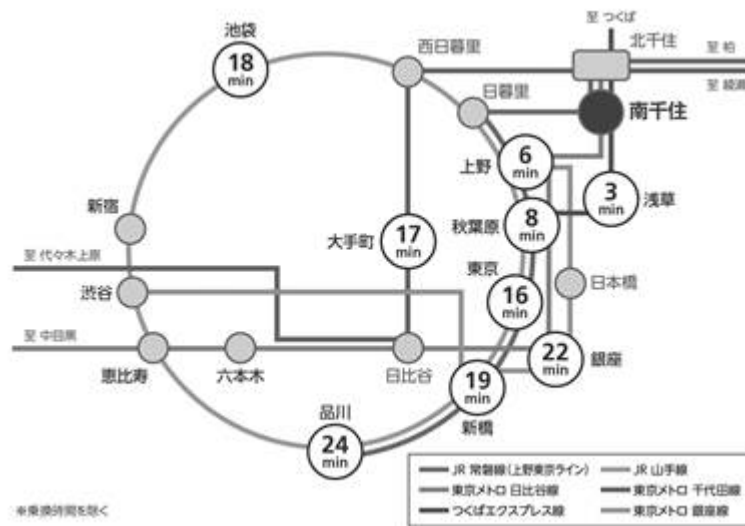 至 つくば
池袋
18
min
西日暮里
北千住
至 柏
至 綾瀬
日暮里
南千住
上野
6
min
3
min
浅草
新宿
大手町
17
min
秋葉原
8
min
至 代々木上原
東京
16
min
日本橋
渋谷
至 中目黒
恵比寿
六本木
日比谷
22
min
銀座
19
min
新橋
品川
24
min
JR 常磐線(上野東京ライン)
JR 山手線
東京メトロ 日比谷線
東京メトロ 千代田線
つくばエクスプレス線
東京メトロ 銀座線
※乗換時間を除く